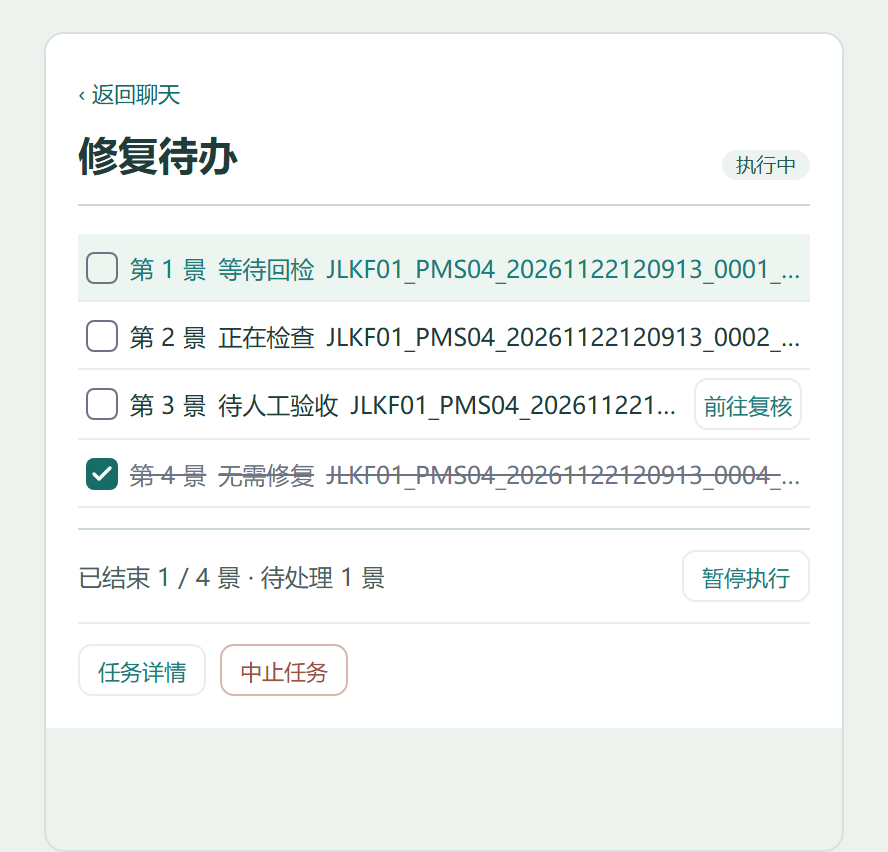 ‹ 返回聊天
修复待办
执行中
第 1 景 等待回检 JLKF01_PMS04_20261122120913_0001_...
第 2 景 正在检查 JLKF01_PMS04_20261122120913_0002_...
第 3 景 待人工验收 JLKF01_PMS04_202611221... 前往复核
第 4 景 无需修复 JLKF01_PMS04_20261122120913_0004_...
已结束 1 / 4 景 · 待处理 1 景 暂停执行
任务详情 中止任务